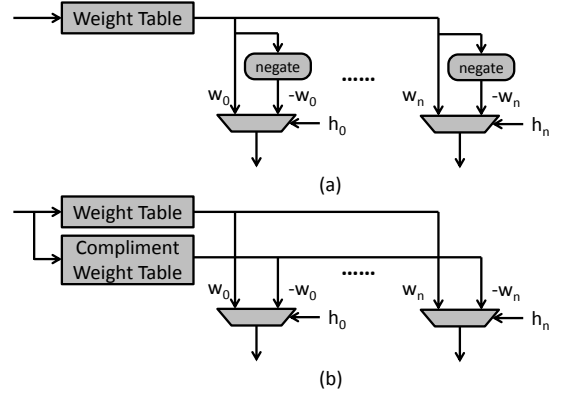 Weight Table
negate
......
negate
w0
-w0
wn
-wn
h0
hn
(a)
Weight Table
Compliment
Weight Table
......
w0
-w0
wn
-wn
h0
hn
(b)